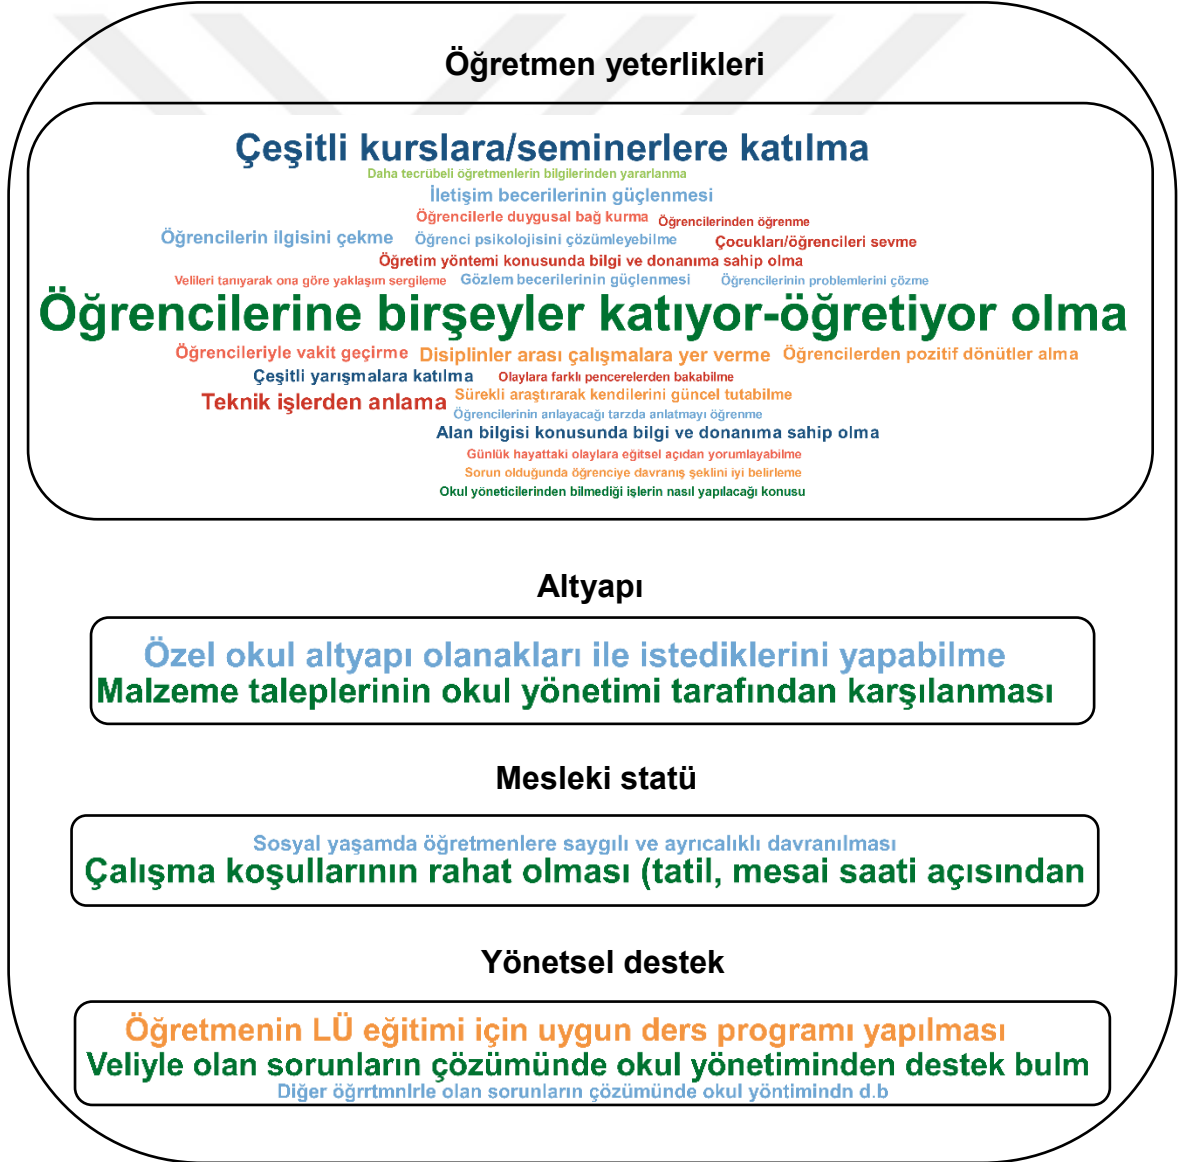 Öğretmen yeterlikleri
Çeşitli kurslara/seminerlere katılma
Daha tecrübeli öğretmenlerin bilgilerinden yararlanma
İletişim becerilerinin güçlenmesi
Öğrencilerle duygusal bağ kurma Öğrencilerinden öğrenme
Öğrencilerin ilgisini çekme Öğrenci psikolojisini çözümleyebilme Çocukları/öğrencileri sevme
Öğretim yöntemi konusunda bilgi ve donanıma sahip olma
Velileri tanıyarak ona göre yaklaşım sergileme Gözlem becerilerinin güçlenmesi Öğrencilerinin problemlerini çözme
Öğrencilerine birşeyler katıyor-öğretiyor olma
Öğrencileriyle vakit geçirme Disiplinler arası çalışmalara yer verme Öğrencilerden pozitif dönütler alma
Çeşitli yarışmalara katılma Olaylara farklı pencerelerden bakabilme
Teknik işlerden anlama Sürekli araştırarak kendilerini güncel tutabilme
Öğrencilerinin anlayacağı tarzda anlatmayı öğrenme
Alan bilgisi konusunda bilgi ve donanıma sahip olma
Günlük hayattaki olaylara eğitsel açıdan yorumlayabilme
Sorun olduğunda öğrenciye davranış şeklini iyi belirleme
Okul yöneticilerinden bilmediği işlerin nasıl yapılacağı konusu
Altyapı
Özel okul altyapı olanakları ile istediklerini yapabilme
Malzeme taleplerinin okul yönetimi tarafından karşılanması
Mesleki statü
Sosyal yaşamda öğretmenlere saygılı ve ayrıcalıklı davranılması
Çalışma koşullarının rahat olması (tatil, mesai saati açısından
Yönetsel destek
Öğretmenin LÜ eğitimi için uygun ders programı yapılması
Veliyle olan sorunların çözümünde okul yönetiminden destek bulm
Diğer öğrrtmnlrle olan sorunların çözümünde okul yöntimindn d.b